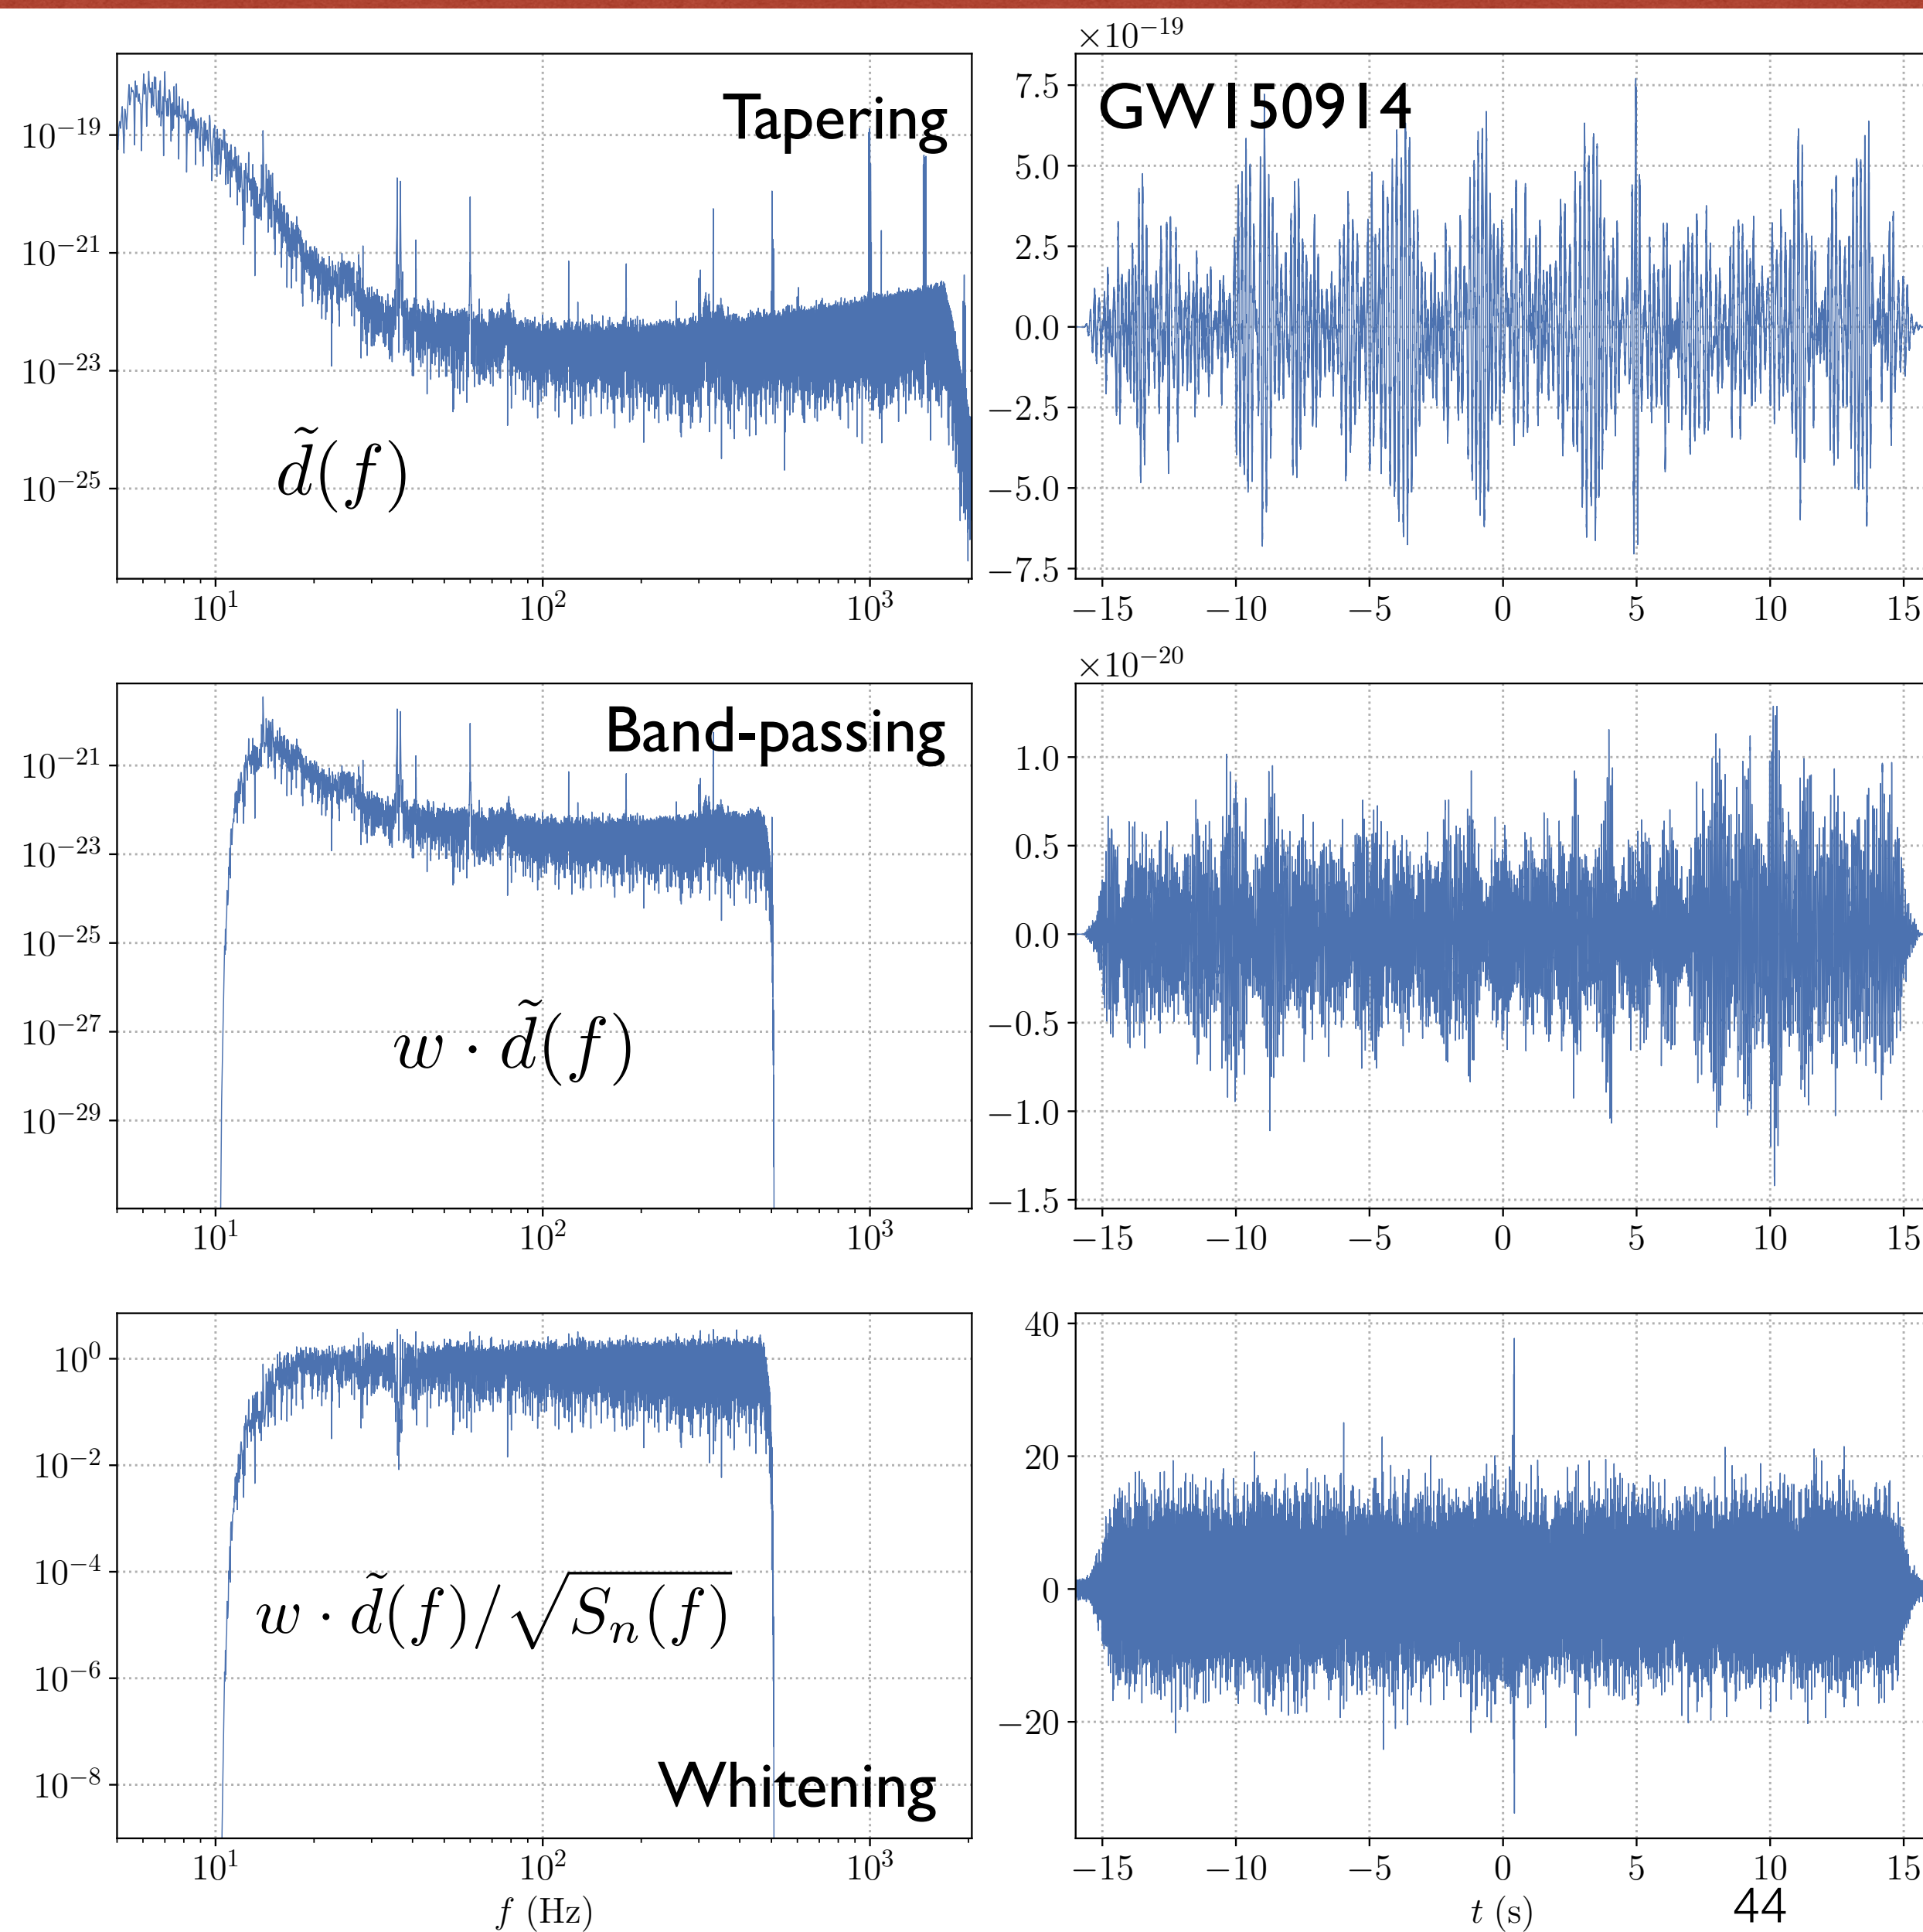 ×10⁻¹⁹
Tapering
GW150914
10⁻¹⁹
10⁻²¹
10⁻²³
10⁻²⁵
d̃(f)
10¹ 10² 10³
7.5
5.0
2.5
0.0
−2.5
−5.0
−7.5
−15 −10 −5 0 5 10 15
×10⁻²⁰
Band-passing
10⁻²¹
10⁻²³
10⁻²⁵
10⁻²⁷
10⁻²⁹
w · d̃(f)
10¹ 10² 10³
1.0
0.5
0.0
−0.5
−1.0
−1.5
−15 −10 −5 0 5 10 15
10⁰
10⁻²
10⁻⁴
10⁻⁶
10⁻⁸
w · d̃(f)/√Sₙ(f)
Whitening
10¹ 10² 10³
f (Hz)
40
20
0
−20
−15 −10 −5 0 5 10 15
t (s)
44